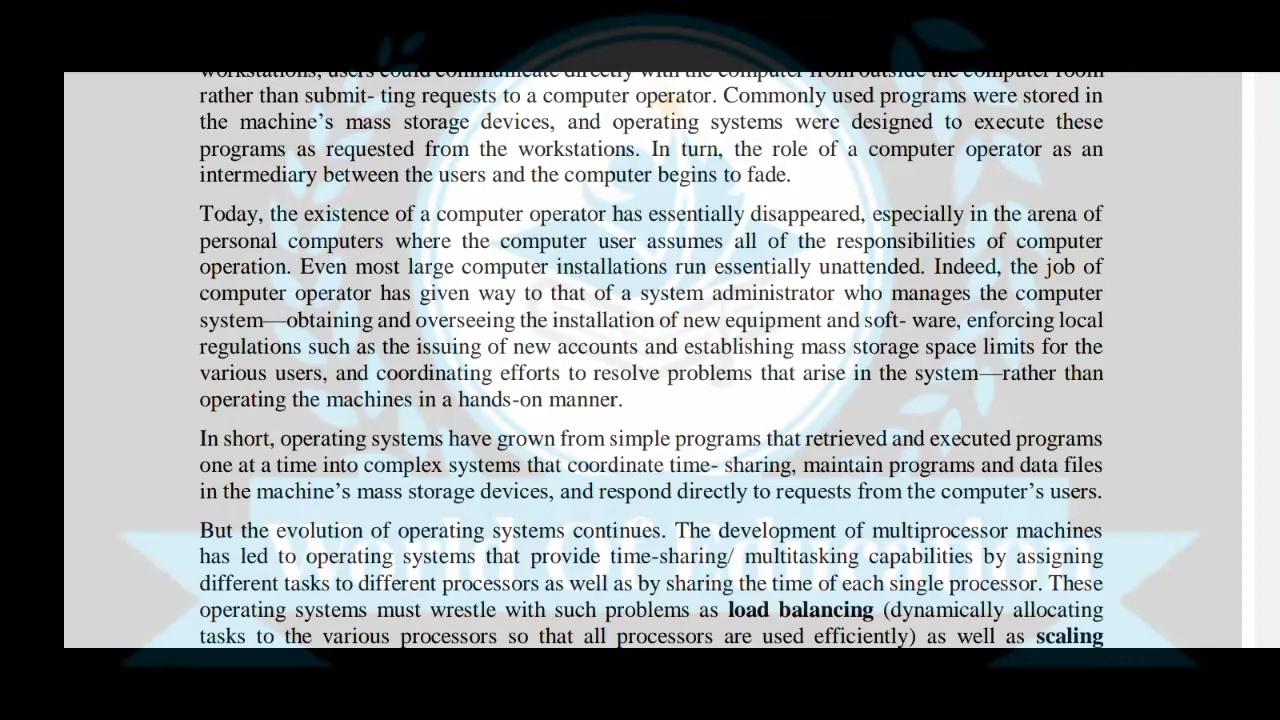 workstations, users could communicate directly with the computer from outside the computer room
rather than submit- ting requests to a computer operator. Commonly used programs were stored in
the machine’s mass storage devices, and operating systems were designed to execute these
programs as requested from the workstations. In turn, the role of a computer operator as an
intermediary between the users and the computer begins to fade.
Today, the existence of a computer operator has essentially disappeared, especially in the arena of
personal computers where the computer user assumes all of the responsibilities of computer
operation. Even most large computer installations run essentially unattended. Indeed, the job of
computer operator has given way to that of a system administrator who manages the computer
system—obtaining and overseeing the installation of new equipment and soft- ware, enforcing local
regulations such as the issuing of new accounts and establishing mass storage space limits for the
various users, and coordinating efforts to resolve problems that arise in the system—rather than
operating the machines in a hands-on manner.
In short, operating systems have grown from simple programs that retrieved and executed programs
one at a time into complex systems that coordinate time- sharing, maintain programs and data files
in the machine’s mass storage devices, and respond directly to requests from the computer’s users.
But the evolution of operating systems continues. The development of multiprocessor machines
has led to operating systems that provide time-sharing/ multitasking capabilities by assigning
different tasks to different processors as well as by sharing the time of each single processor. These
operating systems must wrestle with such problems as load balancing (dynamically allocating
tasks to the various processors so that all processors are used efficiently) as well as scaling